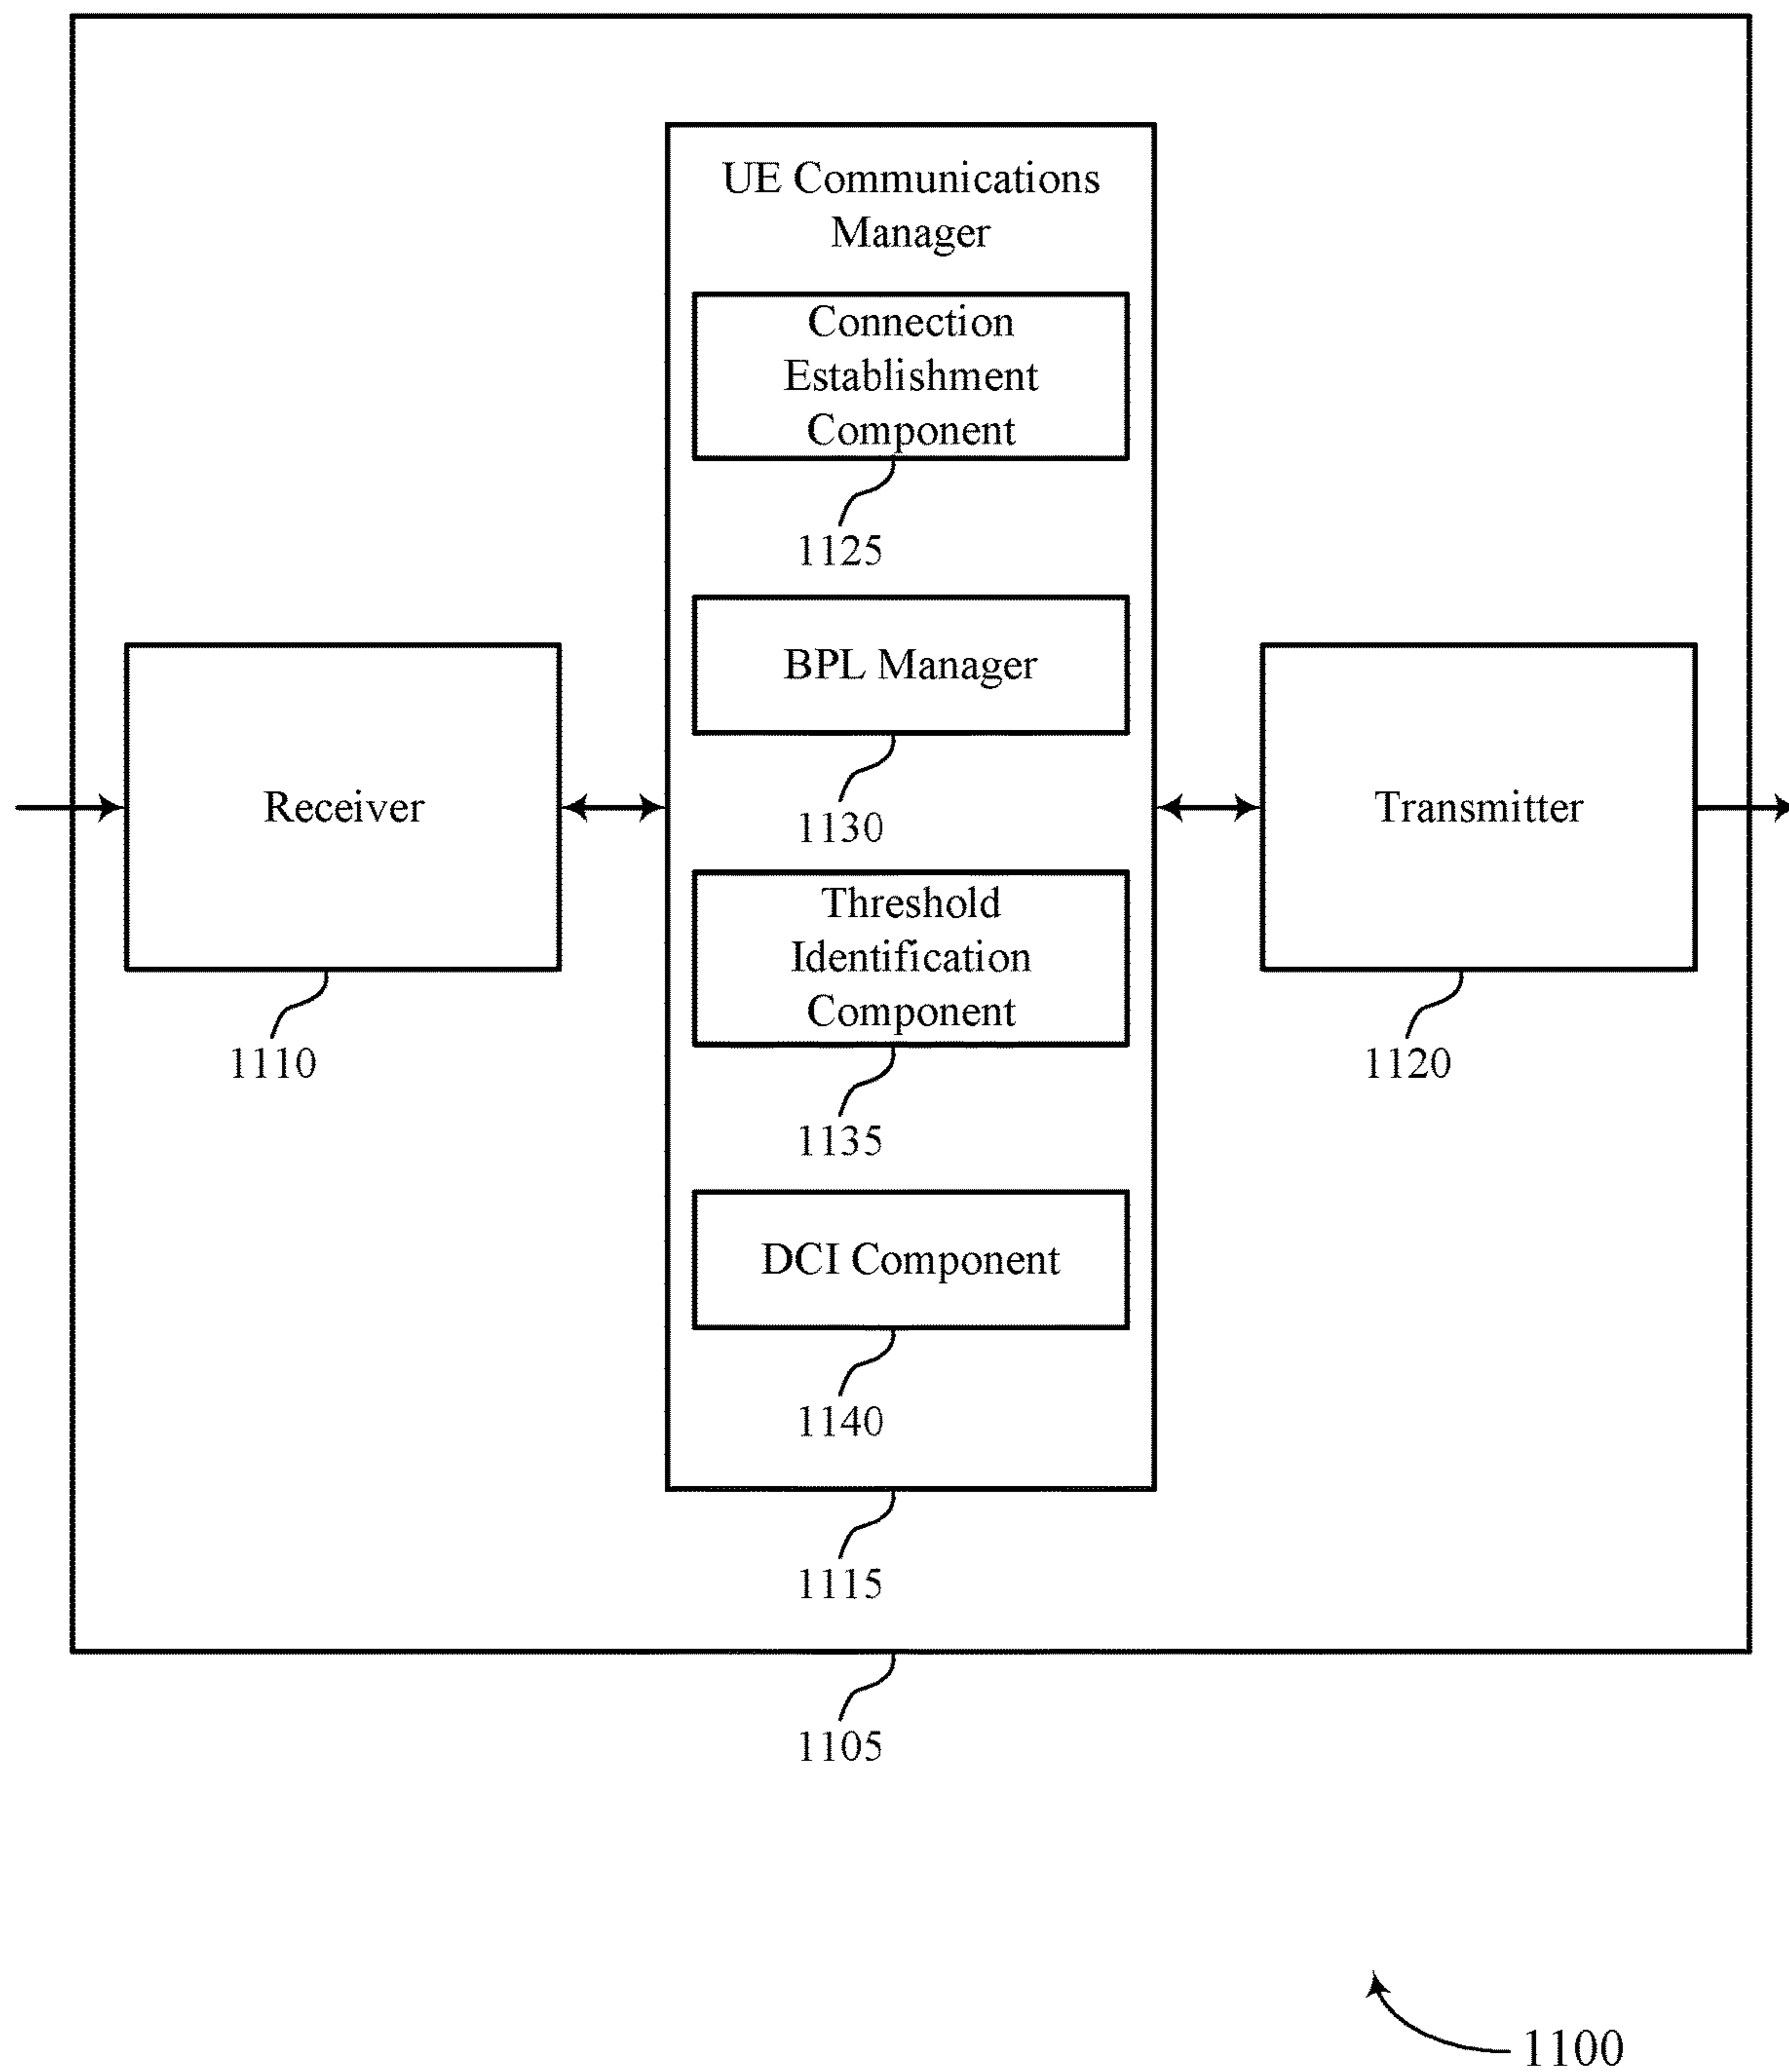 UE Communications
Manager
Connection
Establishment
Component
1125
BPL Manager
1130
Receiver
1110
Transmitter
1120
Threshold
Identification
Component
1135
DCI Component
1140
1115
1105
1100